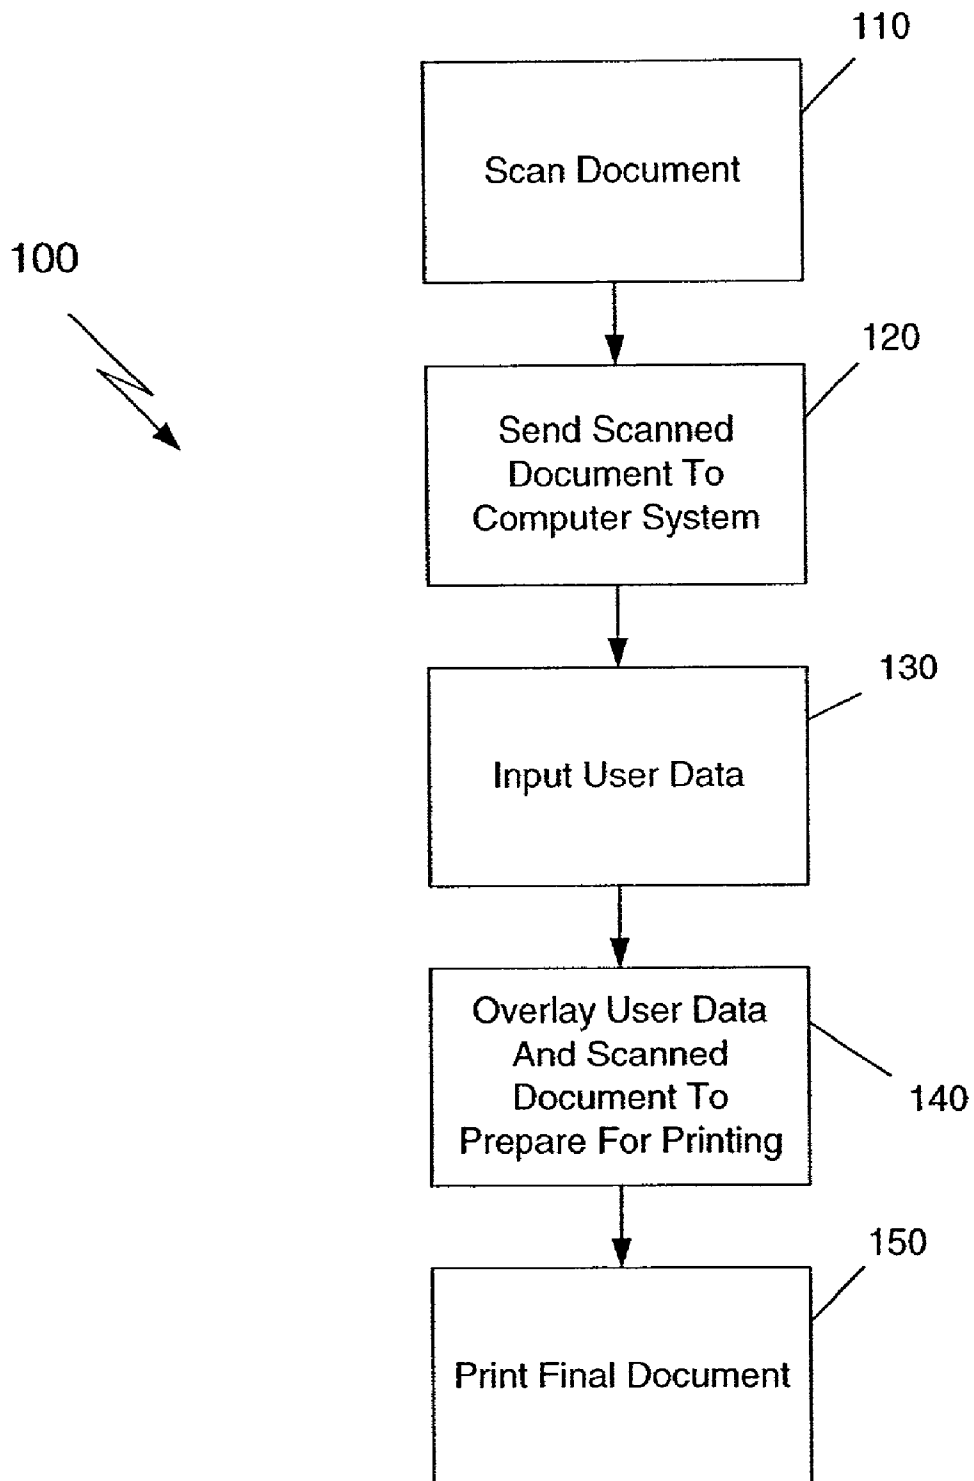 110
Scan Document
100
120
Send Scanned
Document To
Computer System
130
Input User Data
Overlay User Data
And Scanned
Document To
Prepare For Printing
140
150
Print Final Document